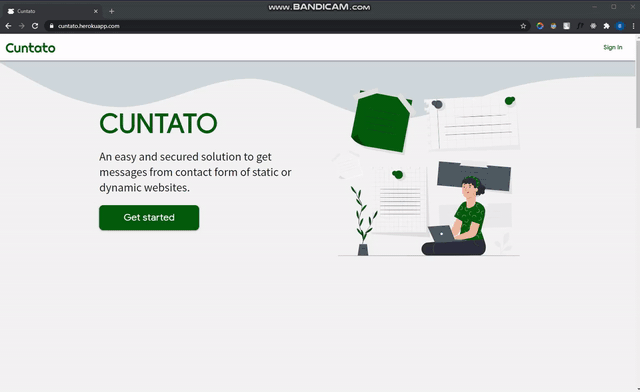 www.BANDICAM.com
Cuntato
cuntato.herokuapp.com
Cuntato
Sign In
CUNTATO
An easy and secured solution to get
messages from contact form of static or
dynamic websites.
Get started